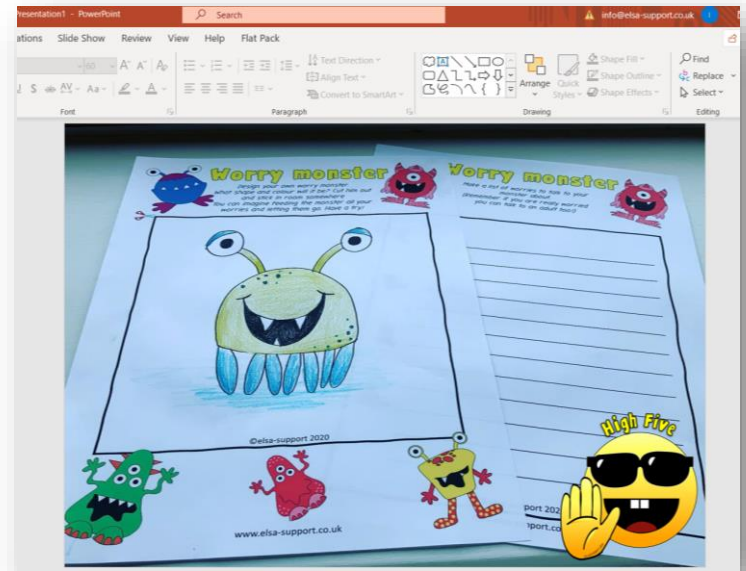 Presentation1 - PowerPoint
Search
info@elsa-support.co.uk
ations Slide Show Review View Help Flat Pack
60
Text Direction
Align Text
Convert to SmartArt
Arrange
Quick
Styles
Shape Fill
Shape Outline
Shape Effects
Find
Replace
Select
Font
Paragraph
Drawing
Editing
Worry monster
Design your own worry monster
What shape and colour will it be? Cut him out
and stick in room somewhere
You can imagine feeding the monster all your
worries and letting them go. Have a try!
©elsa-support 2020
www.elsa-support.co.uk
Worry monster
Make a list of worries to talk to your
monster about.
(Remember if you are really worried
you can talk to an adult too!)
High Five
port 202
pport.co